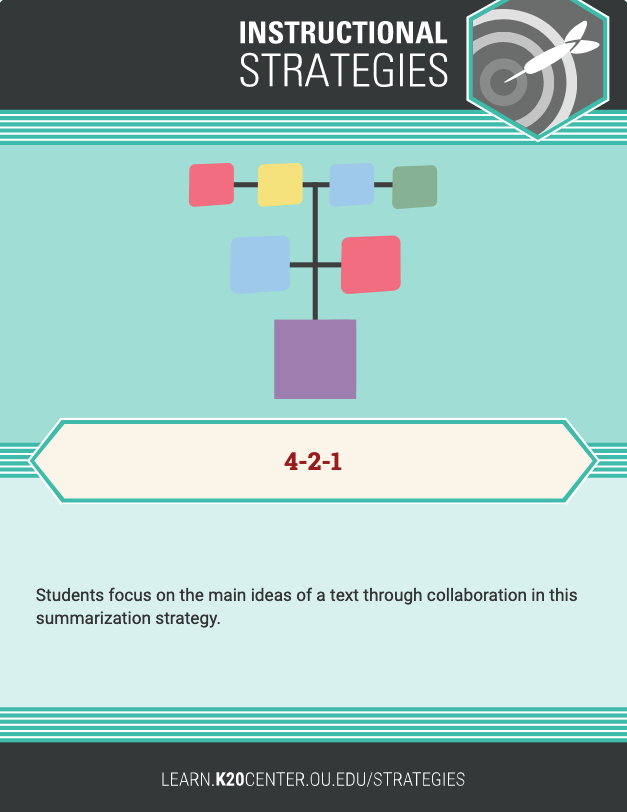 INSTRUCTIONAL
STRATEGIES
4-2-1
Students focus on the main ideas of a text through collaboration in this
summarization strategy.
LEARN.K20CENTER.OU.EDU/STRATEGIES